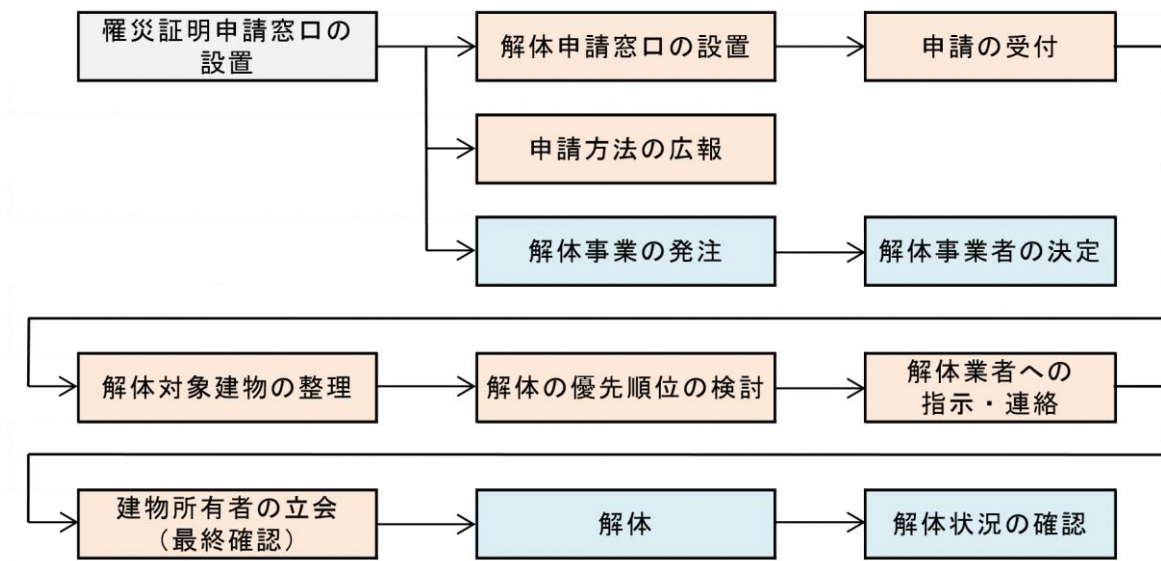 罹災証明申請窓口の
設置
解体申請窓口の設置
申請の受付
申請方法の広報
解体事業の発注
解体事業者の決定
解体対象建物の整理
解体の優先順位の検討
解体業者への
指示・連絡
建物所有者の立会
（最終確認）
解体
解体状況の確認